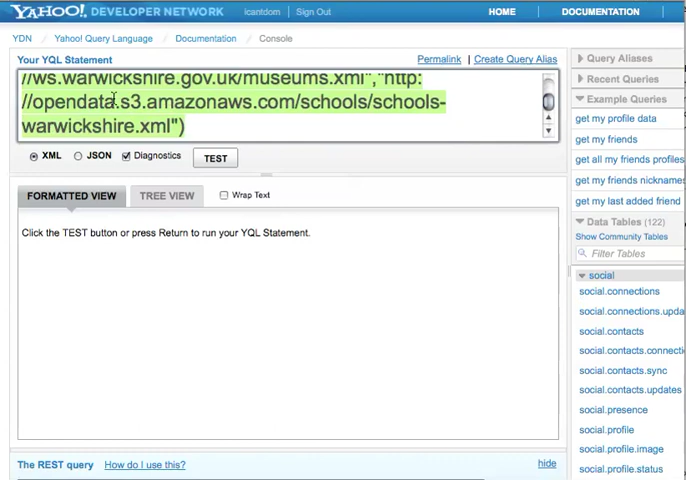 YAHOO! DEVELOPER NETWORK icantdom Sign Out HOME DOCUMENTATION
YDN Yahoo! Query Language Documentation Console
Your YQL Statement Permalink Create Query Alias
//ws.warwickshire.gov.uk/museums.xml","http:
//opendata.s3.amazonaws.com/schools/schools-
warwickshire.xml")
XML JSON Diagnostics TEST
FORMATTED VIEW TREE VIEW Wrap Text
Click the TEST button or press Return to run your YQL Statement.
The REST query How do I use this? hide
Query Aliases
Recent Queries
Example Queries
get my profile data
get my friends
get all my friends profiles
get my friends nicknames
get my last added friend
Data Tables (122)
Show Community Tables
Filter Tables
social
social.connections
social.connections.upda
social.contacts
social.contacts.connecti
social.contacts.sync
social.contacts.updates
social.presence
social.profile
social.profile.image
social.profile.status